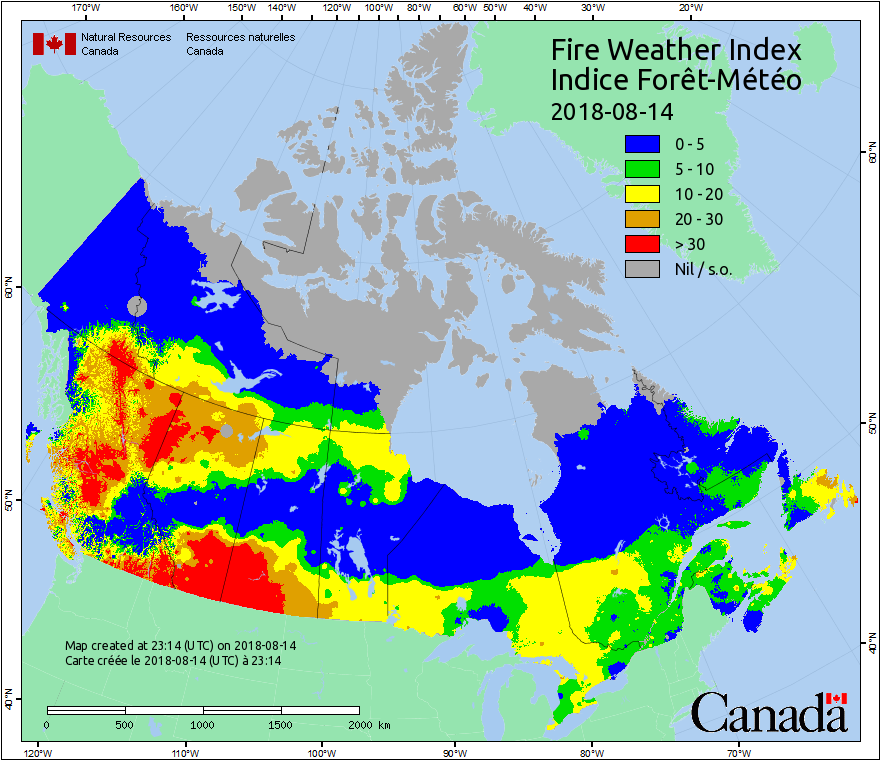 170°W 160°W 150°W 140°W 130°W 120°W 110°W 100°W 90°W 80°W 70°W 60°W 50°W 40°W 30°W 20°W
Natural Resources Canada
Ressources naturelles Canada
Fire Weather Index
Indice Forêt-Météo
2018-08-14
0 - 5
5 - 10
10 - 20
20 - 30
> 30
Nil / s.o.
60°N
60°N
50°N
50°N
40°N
40°N
Map created at 23:14 (UTC) on 2018-08-14
Carte créée le 2018-08-14 (UTC) à 23:14
0 500 1000 1500 2000 km
Canada
120°W 110°W 100°W 90°W 80°W 70°W